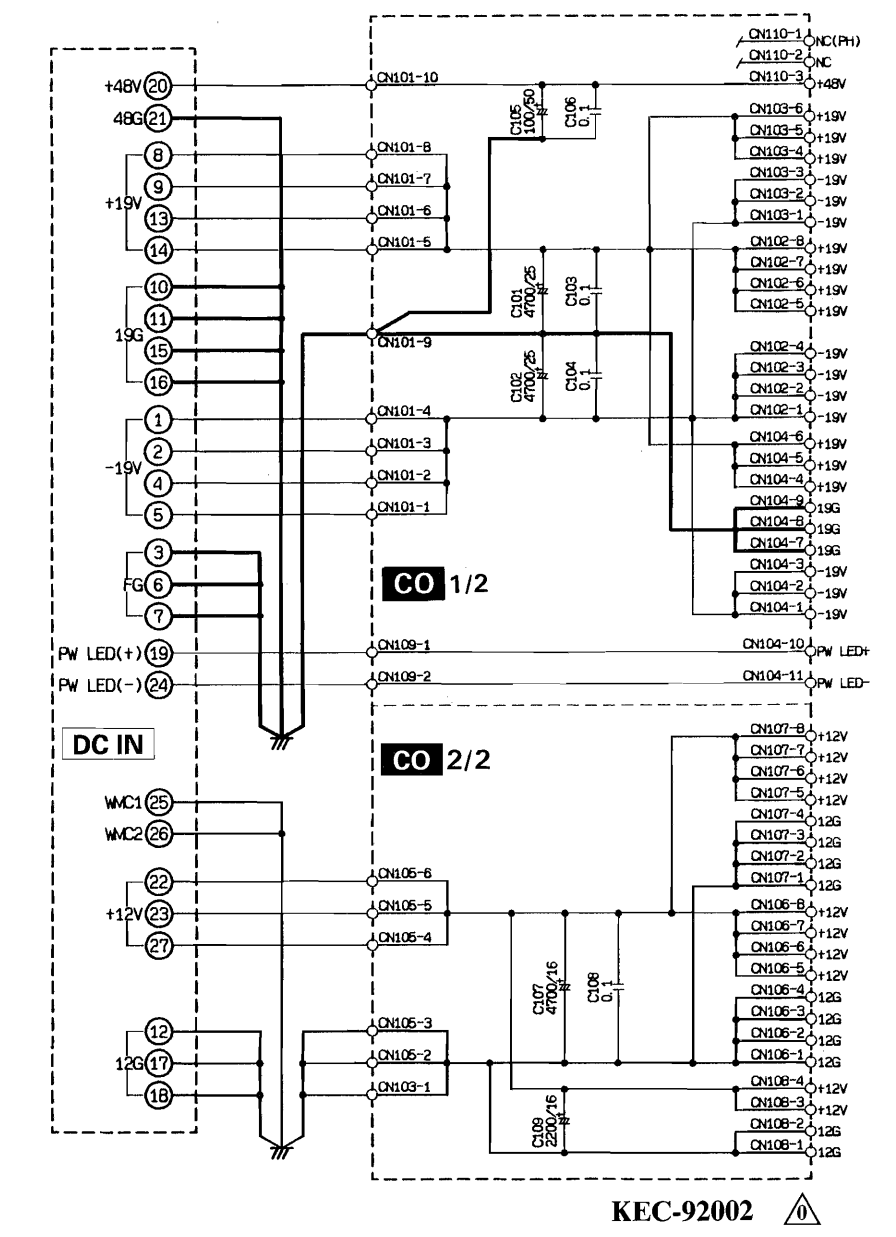 CN110-1 NC(PH)
CN110-2 NC
+48V 20 CN101-10 CN110-3 +48V
48G 21
C105 100/50
C106 0.1
CN103-6 +19V
CN103-5 +19V
CN103-4 +19V
CN103-3 -19V
CN103-2 -19V
CN103-1 -19V
+19V
8 CN101-8
9 CN101-7
13 CN101-6
14 CN101-5
CN102-8 +19V
CN102-7 +19V
CN102-6 +19V
CN102-5 +19V
19G
10
11
15
16
C101 4700/25
C103 0.1
CN101-9
C102 4700/25
C104 0.1
CN102-4 -19V
CN102-3 -19V
CN102-2 -19V
CN102-1 -19V
-19V
1 CN101-4
2 CN101-3
4 CN101-2
5 CN101-1
CN104-6 +19V
CN104-5 +19V
CN104-4 +19V
CN104-9 19G
CN104-8 19G
CN104-7 19G
CN104-3 -19V
CN104-2 -19V
CN104-1 -19V
FG
3
6
7
CO 1/2
PW LED(+) 19 CN109-1 CN104-10 PW LED+
PW LED(-) 24 CN109-2 CN104-11 PW LED-
DC IN
CO 2/2
CN107-8 +12V
CN107-7 +12V
CN107-6 +12V
CN107-5 +12V
CN107-4 12G
CN107-3 12G
CN107-2 12G
CN107-1 12G
WMC1 25
WMC2 26
+12V
22 CN105-6
23 CN105-5
27 CN105-4
CN106-8 +12V
CN106-7 +12V
CN106-6 +12V
CN106-5 +12V
CN106-4 12G
CN106-3 12G
CN106-2 12G
CN106-1 12G
C107 4700/16
C108 0.1
12G
12 CN105-3
17 CN105-2
18 CN103-1
C109 2200/16
CN108-4 +12V
CN108-3 +12V
CN108-2 12G
CN108-1 12G
KEC-92002 0